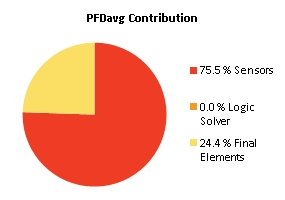 PFDavg Contribution
75.5 % Sensors
0.0 % Logic
Solver
24.4 % Final
Elements